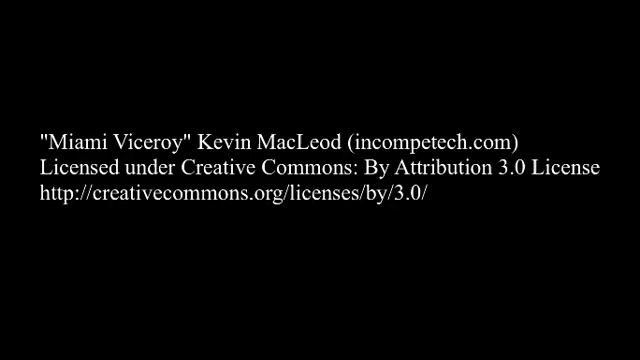 "Miami Viceroy" Kevin MacLeod (incompetech.com)
Licensed under Creative Commons: By Attribution 3.0 License
http://creativecommons.org/licenses/by/3.0/